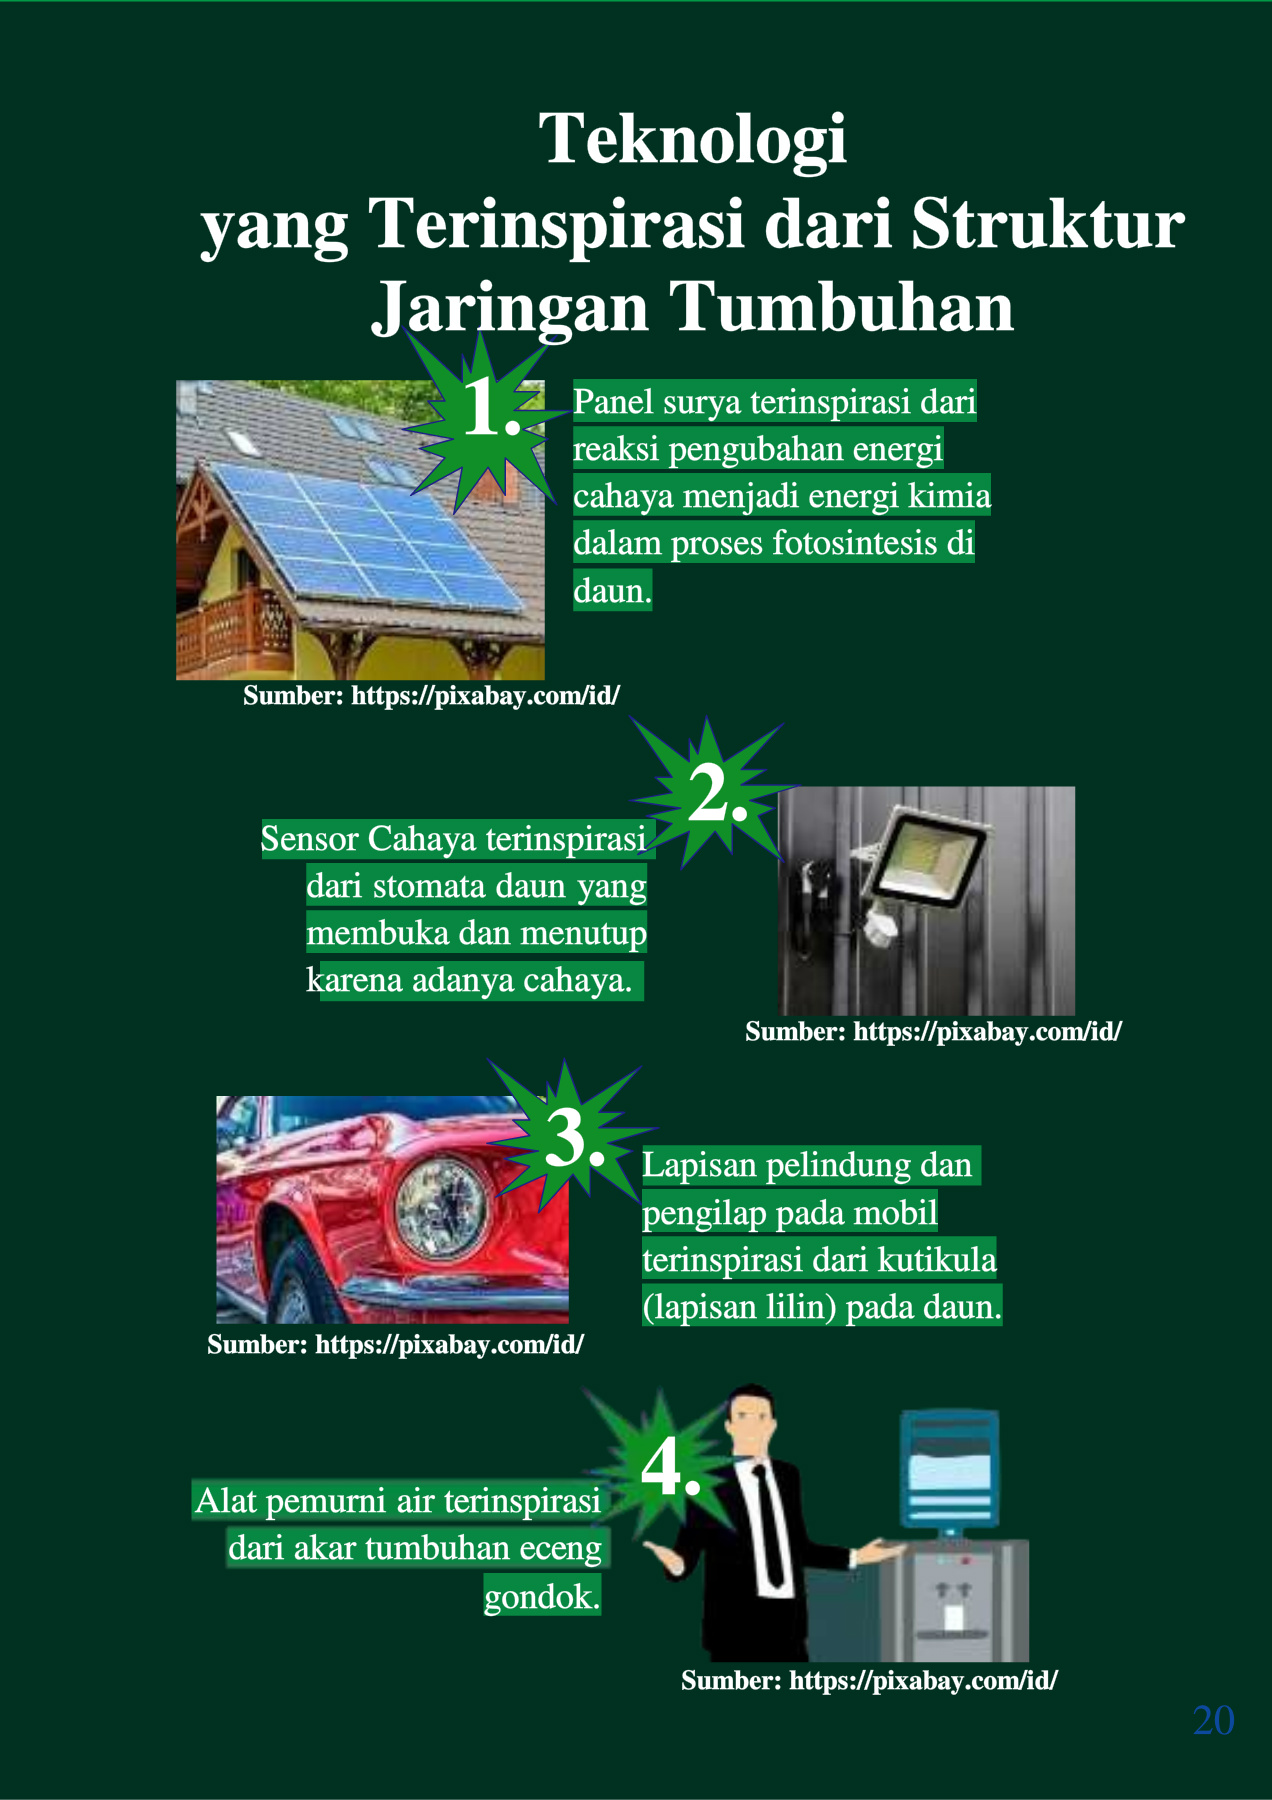 Teknologi
yang Terinspirasi dari Struktur
Jaringan Tumbuhan
1.
Panel surya terinspirasi dari
reaksi pengubahan energi
cahaya menjadi energi kimia
dalam proses fotosintesis di
daun.
Sumber: https://pixabay.com/id/
2.
Sensor Cahaya terinspirasi
dari stomata daun yang
membuka dan menutup
karena adanya cahaya.
Sumber: https://pixabay.com/id/
3.
Lapisan pelindung dan
pengilap pada mobil
terinspirasi dari kutikula
(lapisan lilin) pada daun.
Sumber: https://pixabay.com/id/
4.
Alat pemurni air terinspirasi
dari akar tumbuhan eceng
gondok.
Sumber: https://pixabay.com/id/
20